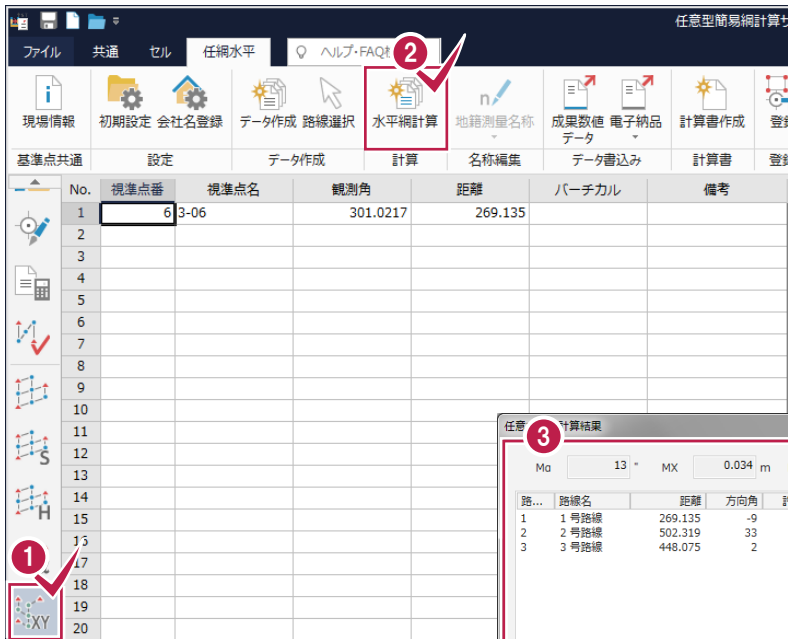 任意型簡易網計算サ
ファイル 共通 セル 任網水平 ヘルプ・FAQ
2
現場情報 初期設定 会社名登録 データ作成 路線選択 水平網計算 地籍測量名称 成果数値データ 電子納品 計算書作成
基準点共通 設定 データ作成 計算 名称編集 データ書込み 計算書
No. 視準点番 視準点名 観測角 距離 バーチカル 備考
1 6 3-06 301.0217 269.135
2
3
4
5
6
7
8
9
10
11
12
13
14
15
16
17
18
19
20
S
H
1
XY
任意 計算結果
3
Mα 13 " MX 0.034 m
路... 路線名 距離 方向角
1 1 号路線 269.135 -9
2 2 号路線 502.319 33
3 3 号路線 448.075 2